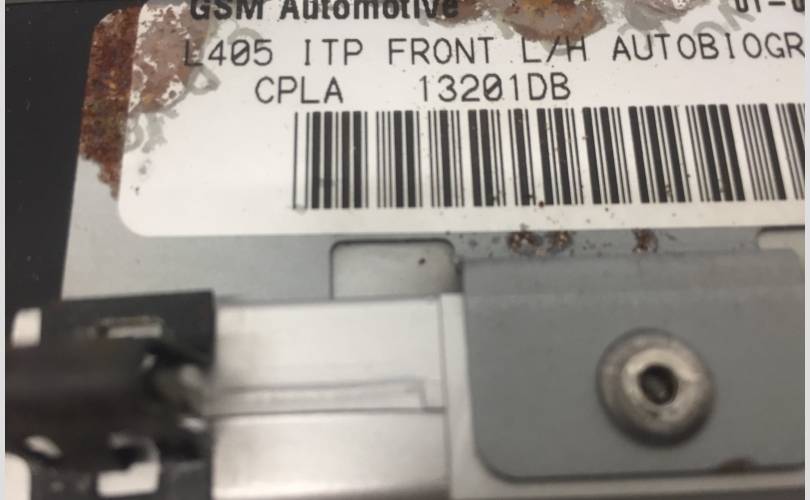 GSM Automotive
L405 ITP FRONT L/H AUTOBIOGR
CPLA 13201DB